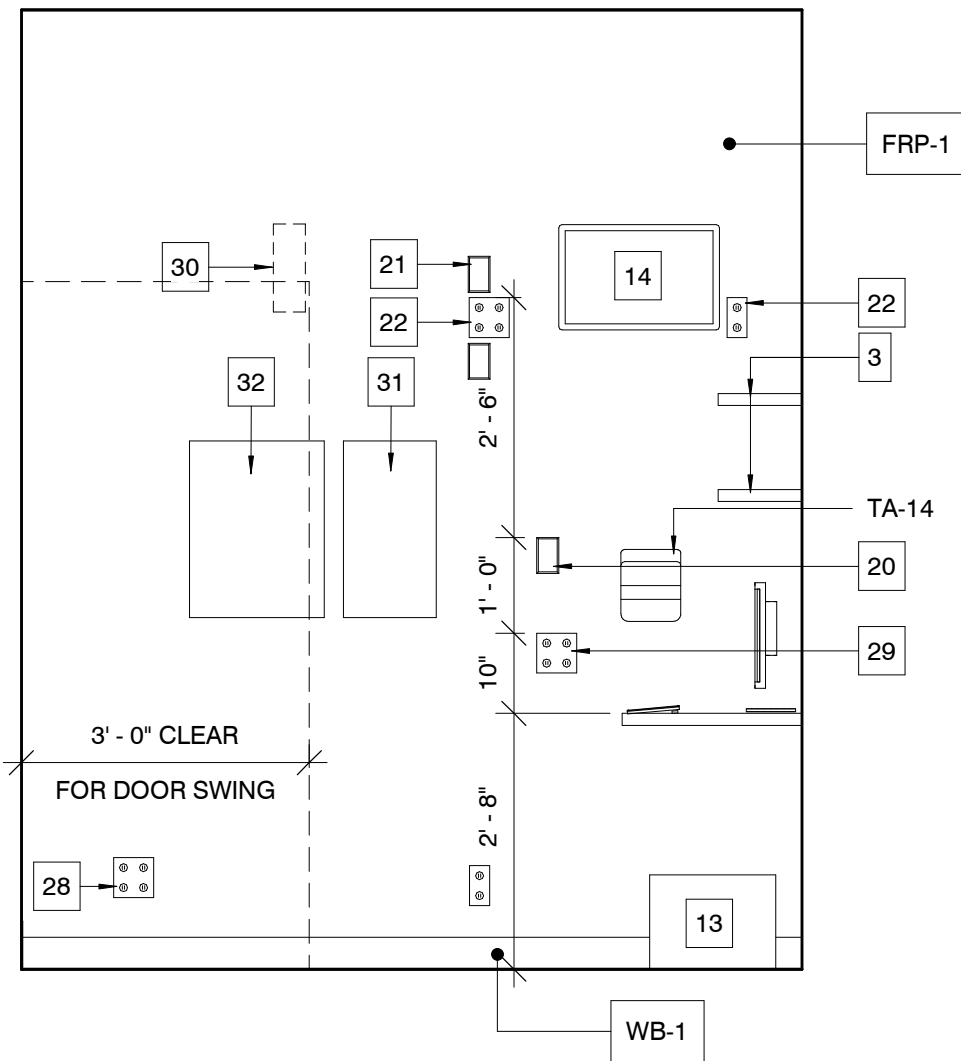 FRP-1
30
21
14
22
22
3
32
31
2' - 6"
TA-14
20
1' - 0"
29
10"
3' - 0" CLEAR
FOR DOOR SWING
2' - 8"
28
13
WB-1